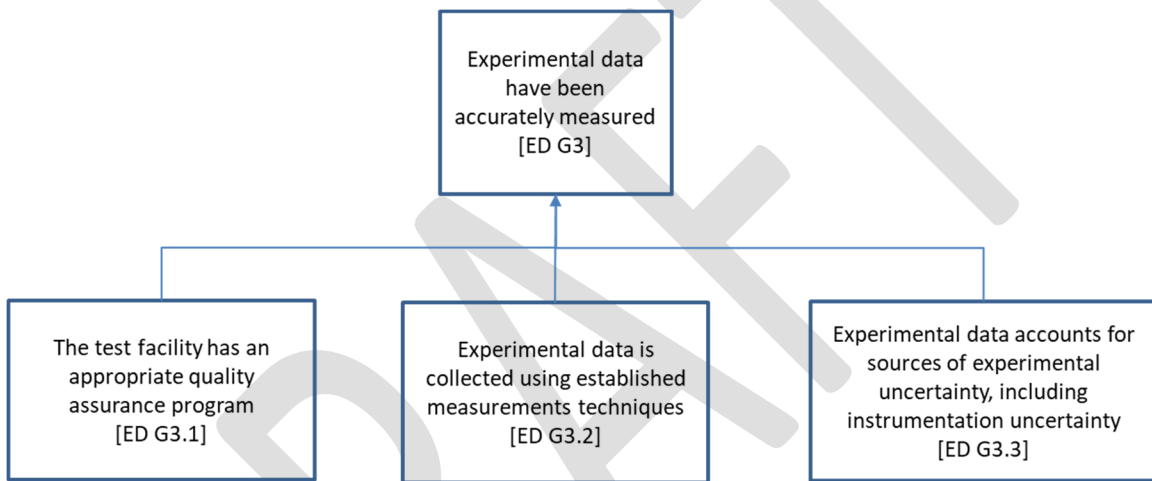 Experimental data
have been
accurately measured
[ED G3]
The test facility has an
appropriate quality
assurance program
[ED G3.1]
Experimental data is
collected using established
measurements techniques
[ED G3.2]
Experimental data accounts for
sources of experimental
uncertainty, including
instrumentation uncertainty
[ED G3.3]
DRAFT